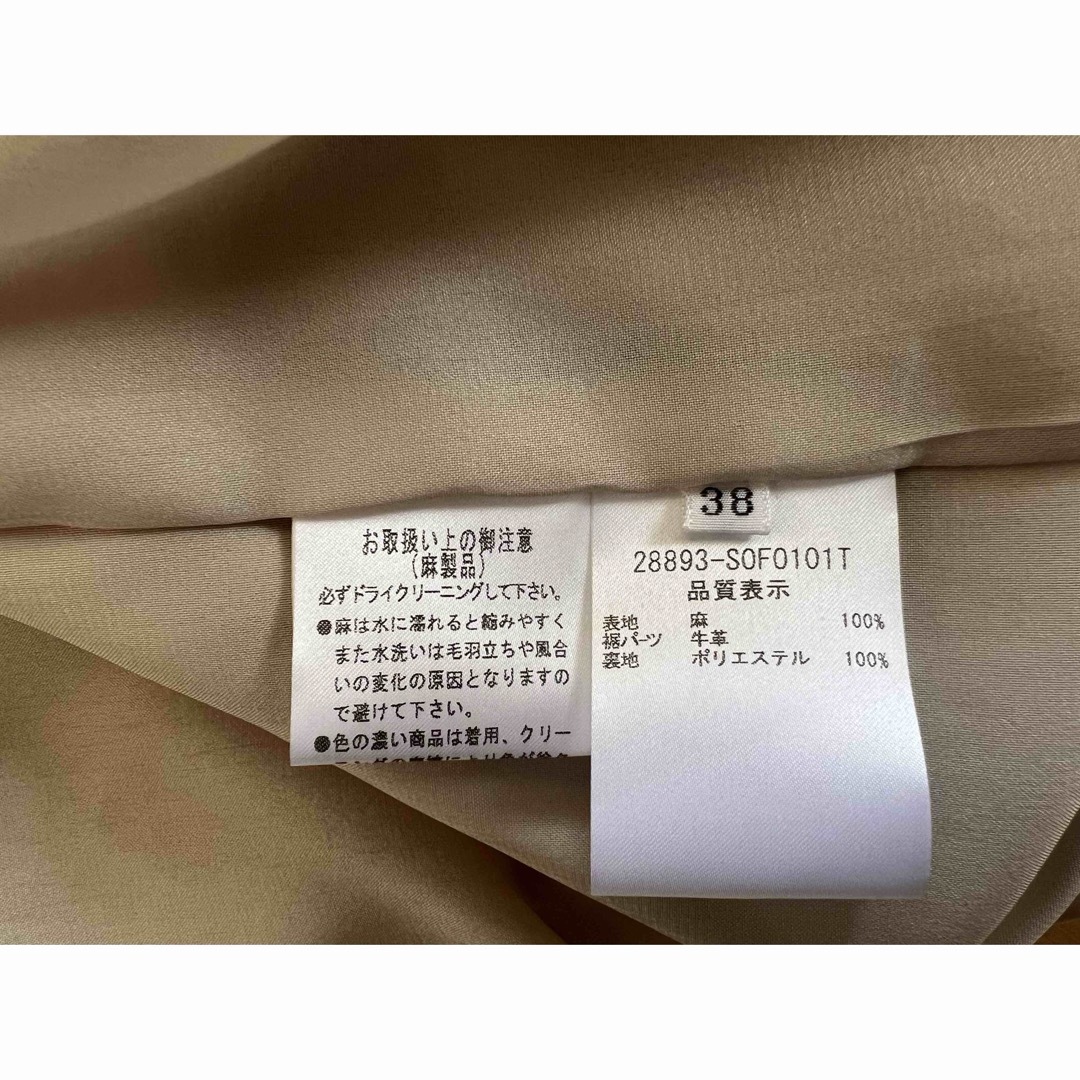 お取扱い上の御注意
(麻製品)
必ずドライクリーニングして下さい。
●麻は水に濡れると縮みやすく
また水洗いは毛羽立ちや風合
いの変化の原因となりますの
で避けて下さい。
●色の濃い商品は着用、クリー
38
28893-SOF0101T
品質表示
表地 麻 100%
裾パーツ 牛革
裏地 ポリエステル 100%